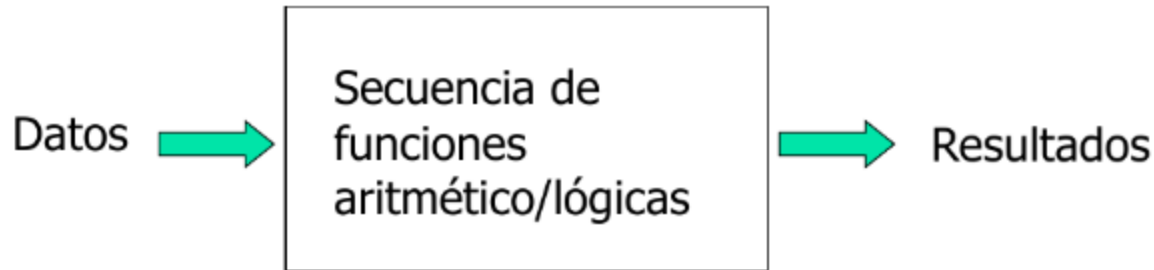 Datos
Secuencia de
funciones
aritmético/lógicas
Resultados